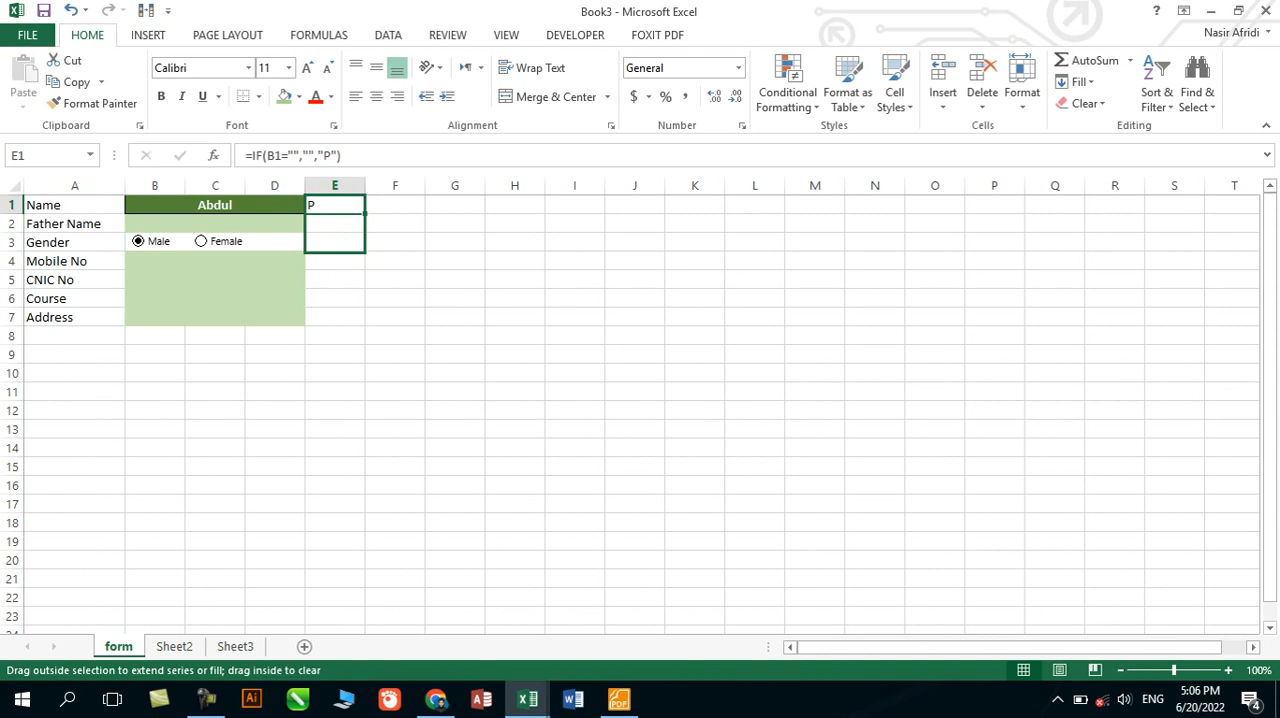 Book3 - Microsoft Excel
?
FILE HOME INSERT PAGE LAYOUT FORMULAS DATA REVIEW VIEW DEVELOPER FOXIT PDF
Nasir Afridi
Paste
Cut
Copy
Format Painter
Clipboard
Calibri 11
B I U
Font
Wrap Text
Merge & Center
Alignment
General
$ % ,
Number
Conditional Formatting
Format as Table
Cell Styles
Styles
Insert Delete Format
Cells
AutoSum
Fill
Clear
Sort & Filter
Find & Select
Editing
E1 fx =IF(B1="","","P")
A B C D E F G H I J K L M N O P Q R S T
1 Name Abdul P
2 Father Name
3 Gender Male Female
4 Mobile No
5 CNIC No
6 Course
7 Address
8
9
10
11
12
13
14
15
16
17
18
19
20
21
22
23
form Sheet2 Sheet3
Drag outside selection to extend series or fill; drag inside to clear
100%
ENG
5:06 PM
6/20/2022
4